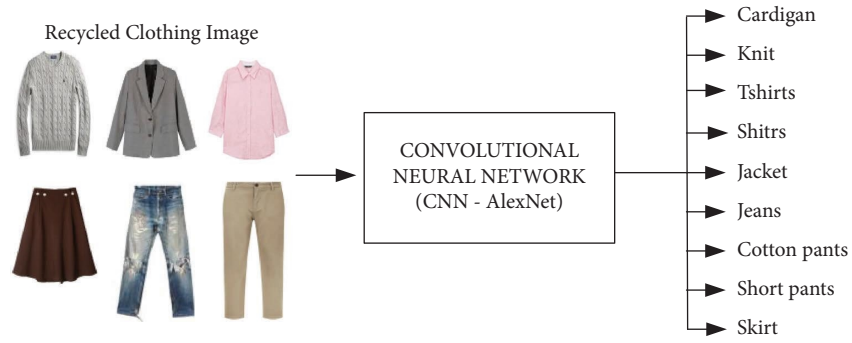 Recycled Clothing Image
CONVOLUTIONAL
NEURAL NETWORK
(CNN - AlexNet)
Cardigan
Knit
Tshirts
Shitrs
Jacket
Jeans
Cotton pants
Short pants
Skirt